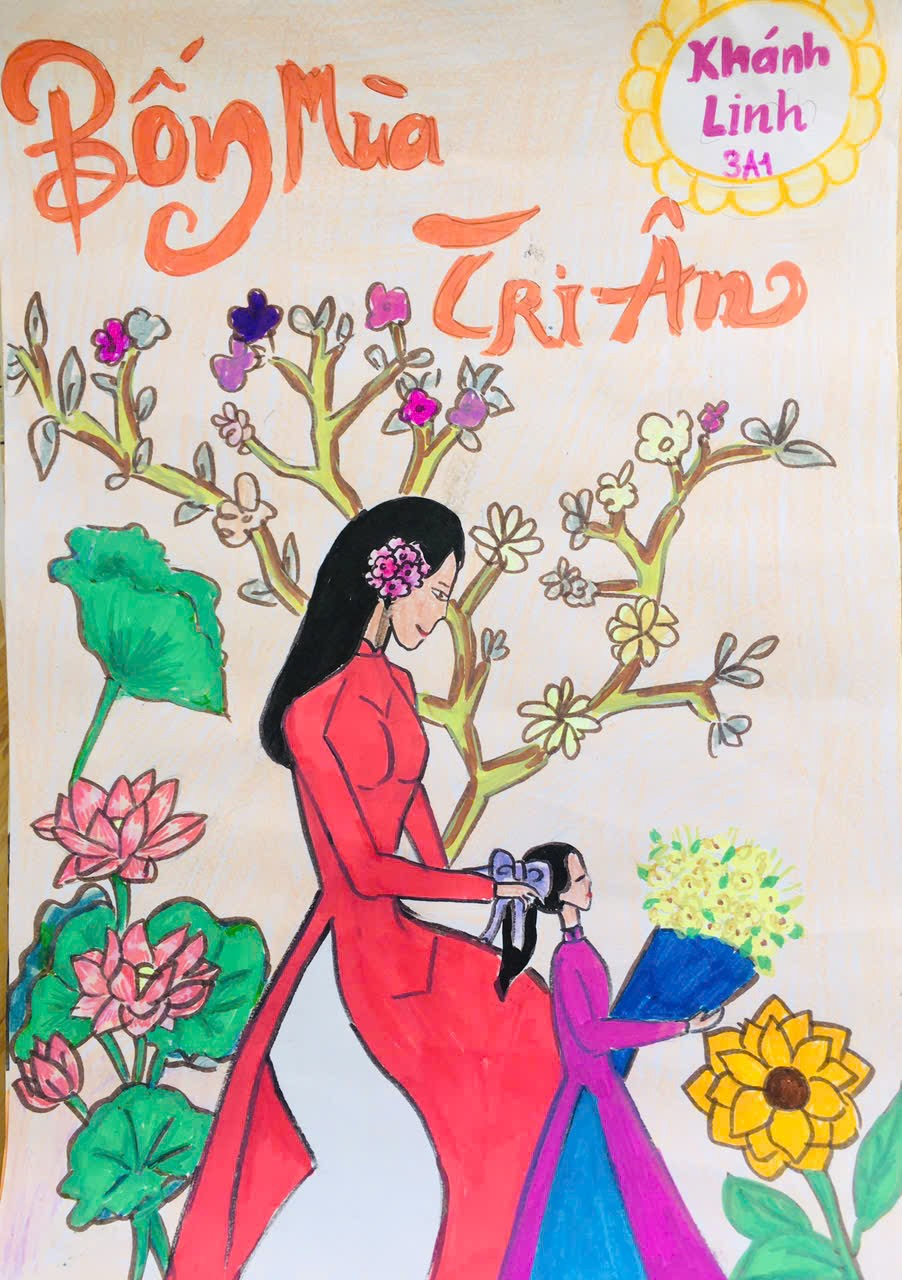 Bốn Mùa
Tri Ân
Khánh
Linh
3A1